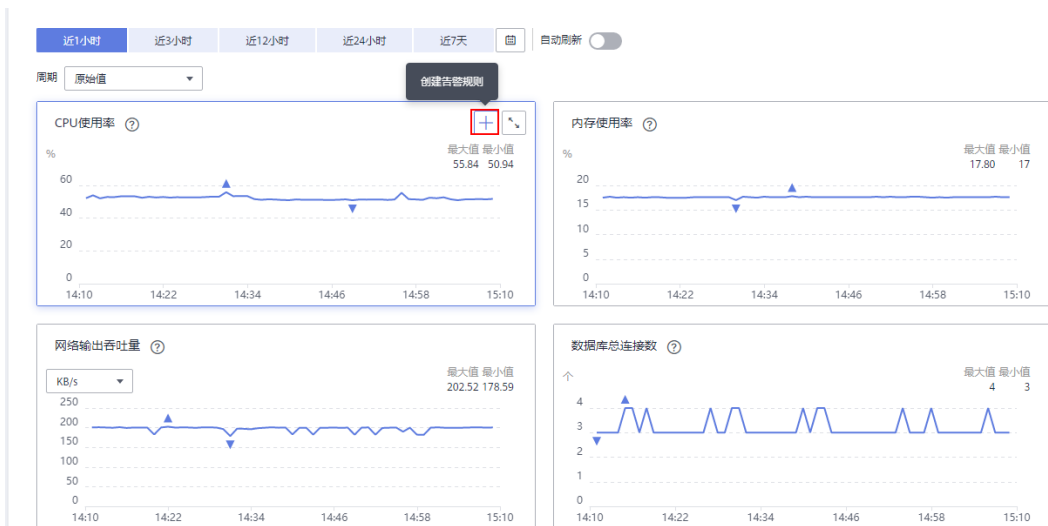 近1小时 近3小时 近12小时 近24小时 近7天 自动刷新
周期 原始值
创建告警规则
CPU使用率 ?
最大值 最小值
55.84 50.94
%
60
40
20
0
14:10 14:22 14:34 14:46 14:58 15:10
内存使用率 ?
最大值 最小值
17.80 17
%
20
15
10
5
0
14:10 14:22 14:34 14:46 14:58 15:10
网络输出吞吐量 ?
KB/s
最大值 最小值
202.52 178.59
250
200
150
100
50
0
14:10 14:22 14:34 14:46 14:58 15:10
数据库总连接数 ?
最大值 最小值
4 3
个
4
3
2
1
0
14:10 14:22 14:34 14:46 14:58 15:10